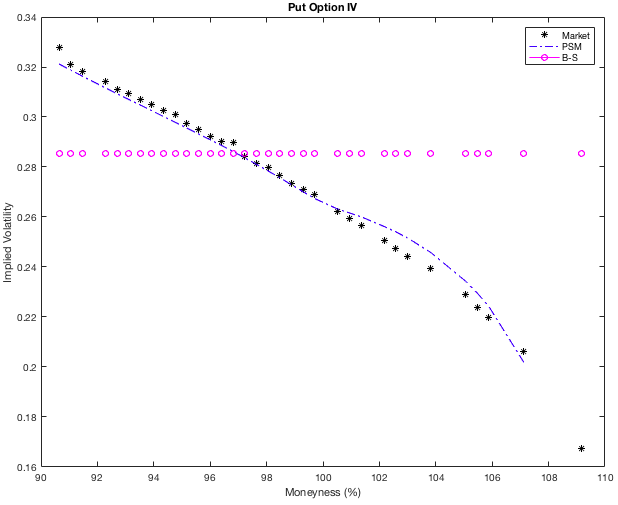 Put Option IV
0.34
0.32
0.3
0.28
0.26
0.24
0.22
0.2
0.18
0.16
Implied Volatility
Market
PSM
B-S
90 92 94 96 98 100 102 104 106 108 110
Moneyness (%)